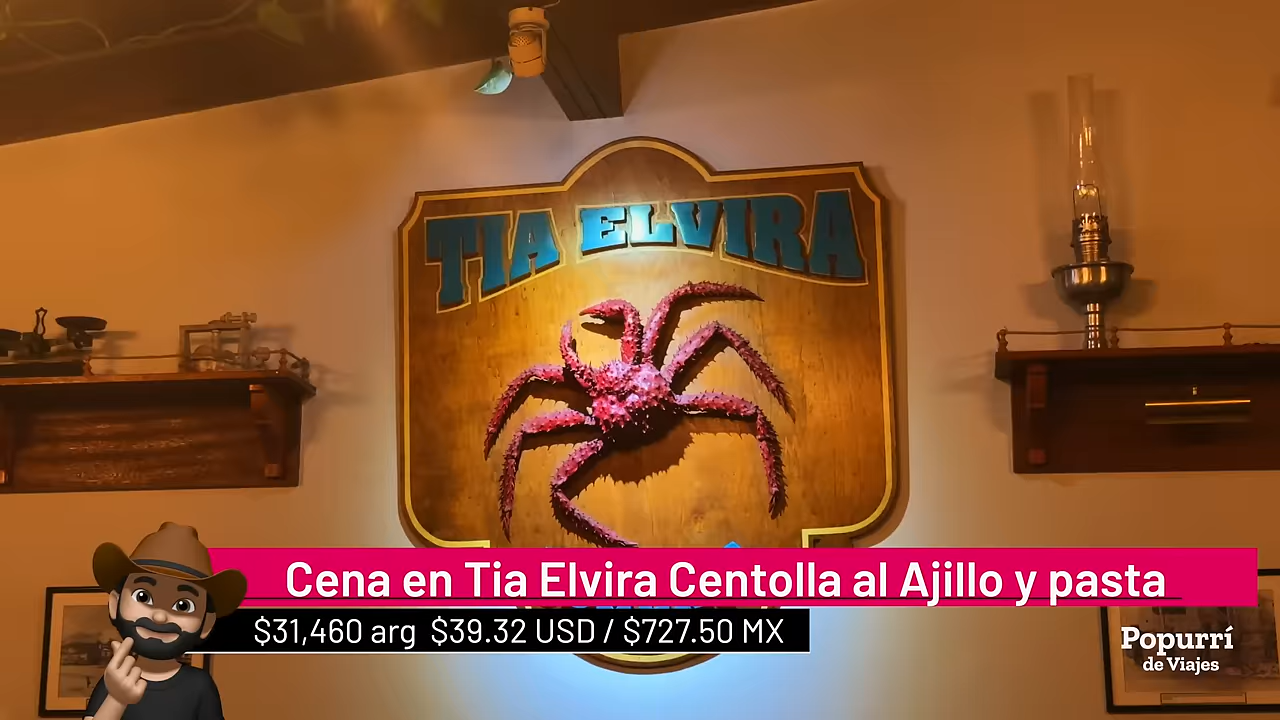 TIA ELVIRA
Cena en Tia Elvira Centolla al Ajillo y pasta
$31,460 arg $39.32 USD / $727.50 MX
Popurrí
de Viajes